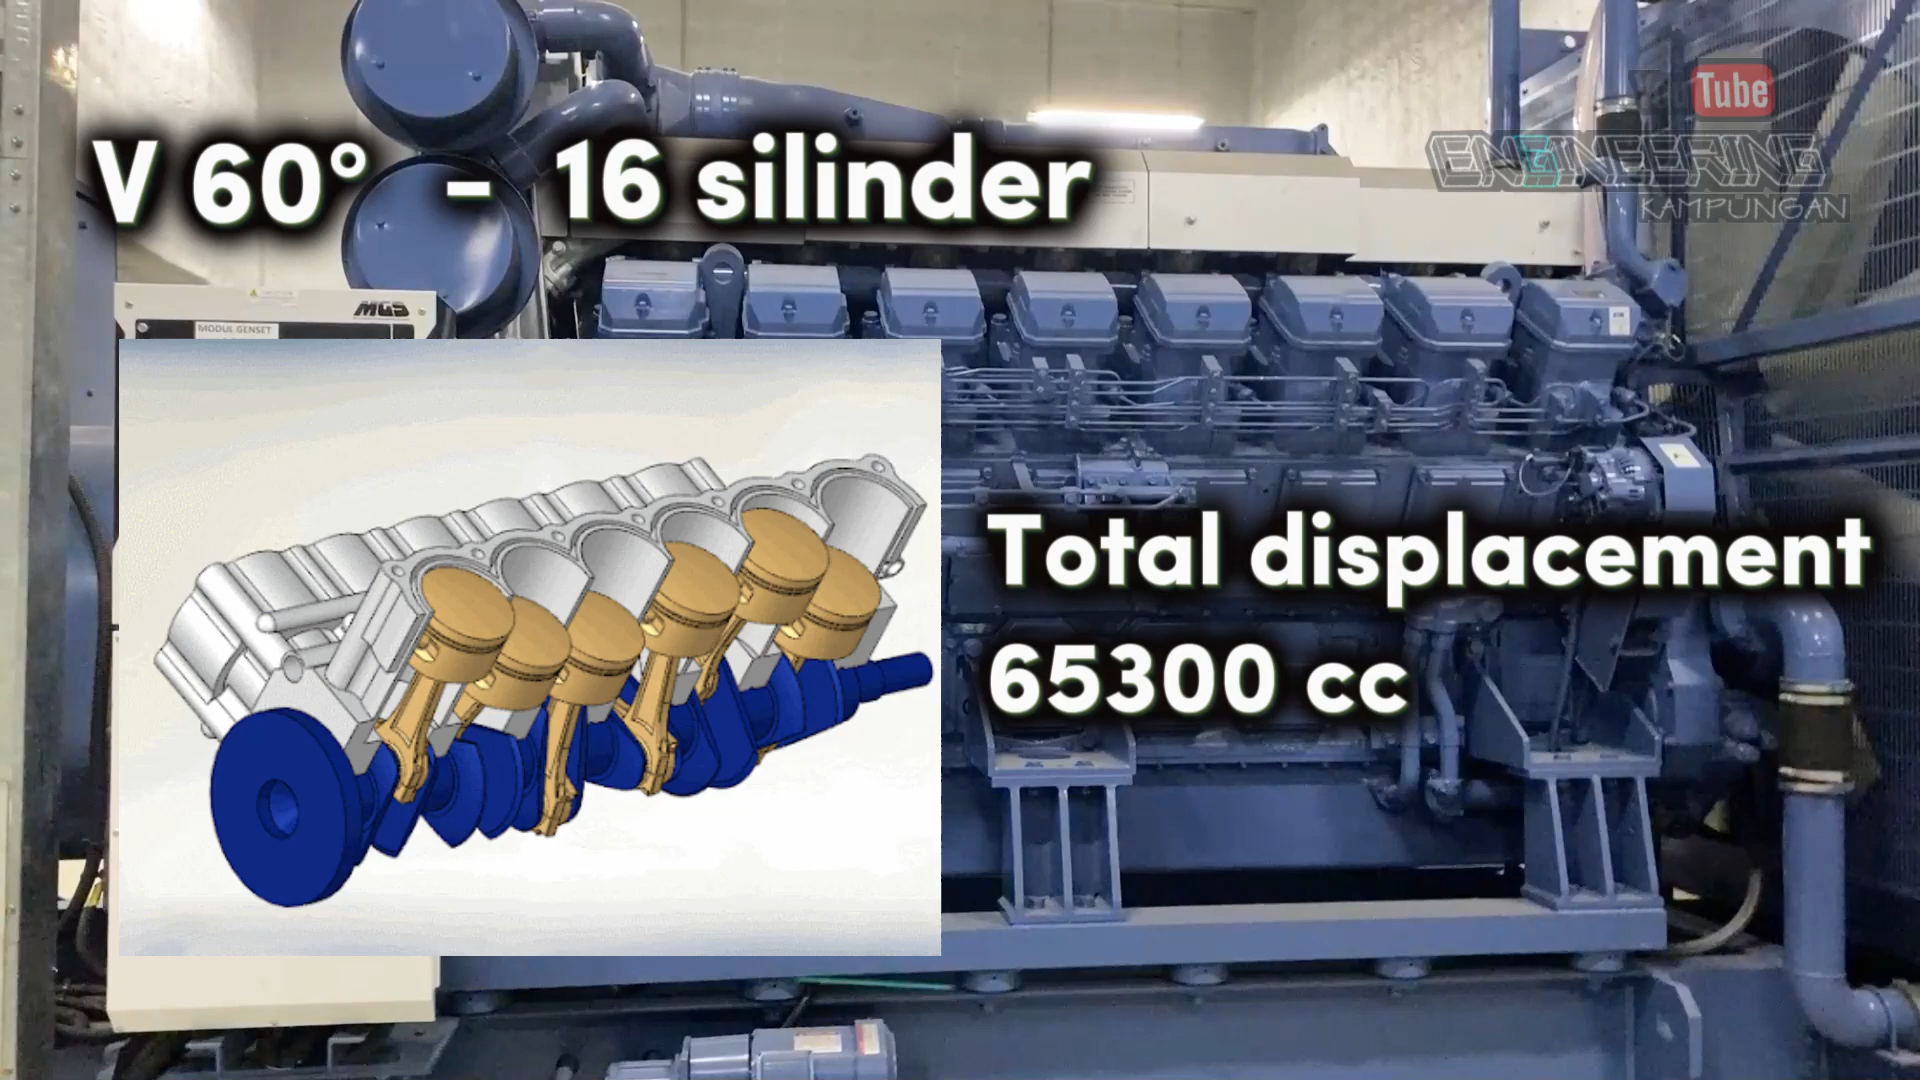 Tube
ENGINEERING
KAMPUNGAN
V 60° - 16 silinder
MGS
MODUL GENSET
Total displacement
65300 cc